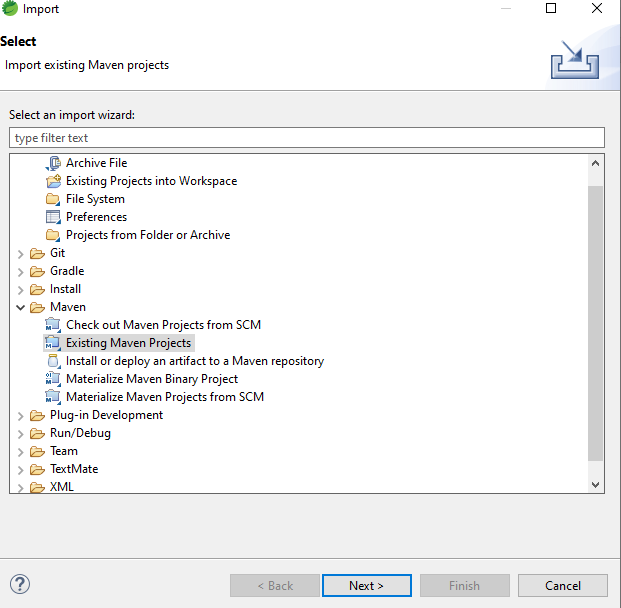 Import
Select
Import existing Maven projects
Select an import wizard:
type filter text
Archive File
Existing Projects into Workspace
File System
Preferences
Projects from Folder or Archive
Git
Gradle
Install
Maven
Check out Maven Projects from SCM
Existing Maven Projects
Install or deploy an artifact to a Maven repository
Materialize Maven Binary Project
Materialize Maven Projects from SCM
Plug-in Development
Run/Debug
Team
TextMate
XML
? < Back Next > Finish Cancel